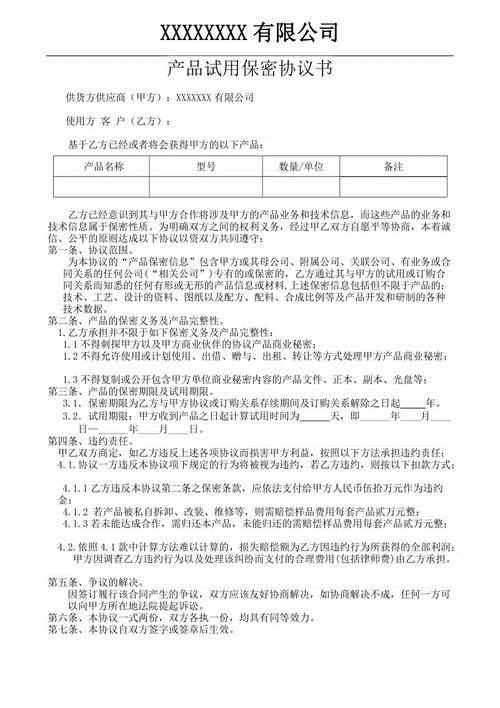 XXXXXXXX有限公司
产品试用保密协议书
供货方供应商（甲方）：XXXXXXX有限公司
使用方 客 户（乙方）：
基于乙方已经或者将会获得甲方的以下产品：
产品名称 型号 数量/单位 备注
乙方已经意识到其与甲方合作将涉及甲方的产品业务和技术信息，而这些产品的业务和
技术信息属于保密性质。为明确双方之间的权利义务，经过甲乙双方自愿平等协商，本着诚
信、公平的原则达成以下协议以资双方共同遵守：
第一条、协议范围。
为本协议的“产品保密信息”包含甲方或其母公司、附属公司、关联公司、有业务或合
同关系的任何公司(“相关公司”)专有的或保密的，乙方通过其与甲方的试用或订购合
同关系而知悉的任何有形或无形的产品信息或材料，上述保密信息包括但不限于产品的：
技术、工艺、设计的资料、图纸以及配方、配料、合成比例等及产品开发和研制的各种
技术数据。
第二条、产品的保密义务及产品完整性。
1.乙方承担并不限于如下保密义务及产品完整性：
1.1不得刺探甲方以及甲方商业伙伴的协议产品商业秘密；
1.2不得允许使用或计划使用、出借、赠与、出租、转让等方式处理甲方产品商业秘密；
1.3不得复制或公开包含甲方单位商业秘密内容的产品文件、正本、副本、光盘等；
第三条、产品的保密期限及试用期限。
3.1．保密期限为乙方与甲方协议或订购关系存续期间及订购关系解除之日起____年。
3.2．试用期限：甲方收到产品之日起计算试用时间为____天，即____年____月____
日—____年____月____日。
第四条、违约责任。
甲乙双方商定，如乙方违反上述各项协议而损害甲方利益，按照以下方法承担违约责任；
4.1.协议一方违反本协议项下规定的行为将被视为违约，若乙方违约，则按以下扣款方式：
4.1.1乙方违反本协议第二条之保密条款，应依法支付给甲方人民币伍拾万元作为违约
金；
4.1.2 若产品被私自拆卸、改装、维修等，则需赔偿样品费用每套产品贰万元整；
4.1.3若未能达成合作，需归还本产品，未能归还的需赔偿样品费用每套产品贰万元整；
4.2.依照4.1款中计算方法难以计算的，损失赔偿额为乙方因违约行为所获得的全部利润；
甲方因调查乙方违约行为以及处理该纠纷而支付的合理费用(包括律师费)由乙方承担。
第五条、争议的解决。
因签订履行该合同产生的争议，双方应该友好协商解决，如协商解决不成，任何一方可
以向甲方所在地法院提起诉讼。
第六条、本协议一式两份，双方各执一份，均具有同等效力。
第七条、本协议自双方签字或签章后生效。